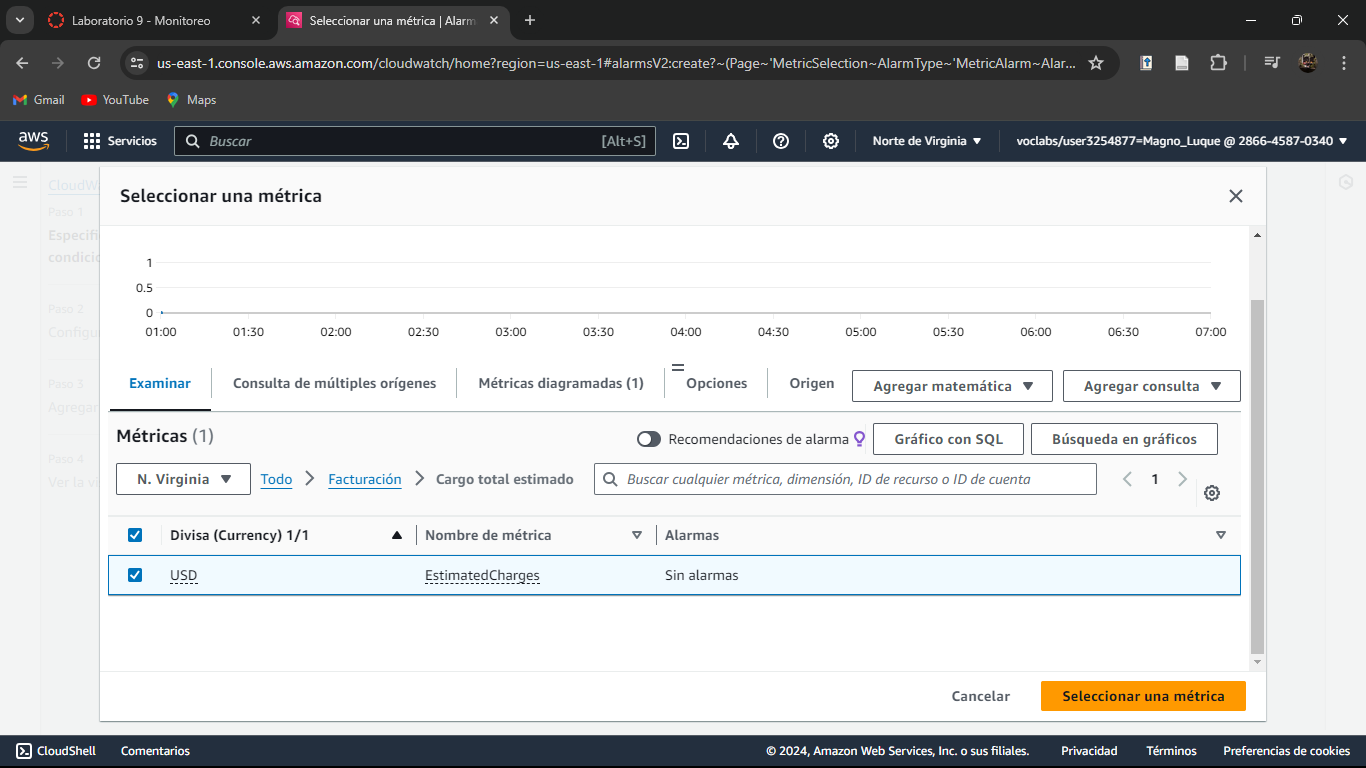 Laboratorio 9 - Monitoreo
Seleccionar una métrica | Alarm
us-east-1.console.aws.amazon.com/cloudwatch/home?region=us-east-1#alarmsV2:create?~(Page~'MetricSelection~AlarmType~'MetricAlarm~Alar...
Gmail YouTube Maps
aws Servicios Buscar [Alt+S] Norte de Virginia voclabs/user3254877=Magno_Luque @ 2866-4587-0340
CloudWa
Paso 1
Especifi
condicio
Paso 2
Configu
Paso 3
Agregar
Paso 4
Ver la vi
Seleccionar una métrica
1
0.5
0
01:00 01:30 02:00 02:30 03:00 03:30 04:00 04:30 05:00 05:30 06:00 06:30 07:00
Examinar Consulta de múltiples orígenes Métricas diagramadas (1) Opciones Origen Agregar matemática Agregar consulta
Métricas (1) Recomendaciones de alarma Gráfico con SQL Búsqueda en gráficos
N. Virginia Todo Facturación Cargo total estimado Buscar cualquier métrica, dimensión, ID de recurso o ID de cuenta 1
Divisa (Currency) 1/1 Nombre de métrica Alarmas
USD EstimatedCharges Sin alarmas
Cancelar Seleccionar una métrica
CloudShell Comentarios © 2024, Amazon Web Services, Inc. o sus filiales. Privacidad Términos Preferencias de cookies